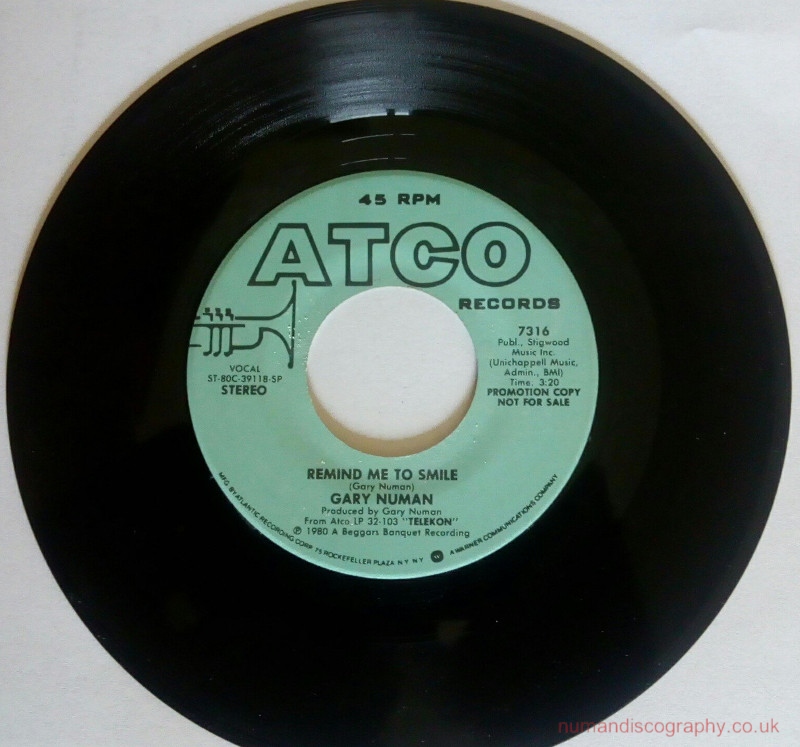 45 RPM
ATCO
RECORDS
7316
Publ., Stigwood
Music Inc.
(Unichappell Music,
Admin., BMI)
Time. 3:20
PROMOTION COPY
NOT FOR SALE
VOCAL
ST-80C-39118-SP
STEREO
REMIND ME TO SMILE
(Gary Numan)
GARY NUMAN
Produced by Gary Numan
From Atco LP 32-103 "TELEKON"
℗ 1980 A Beggars Banquet Recording
MFG. BY ATLANTIC RECORDING CORP. 75 ROCKEFELLER PLAZA N Y NY W A WARNER COMMUNICATIONS COMPANY
numandiscography.co.uk